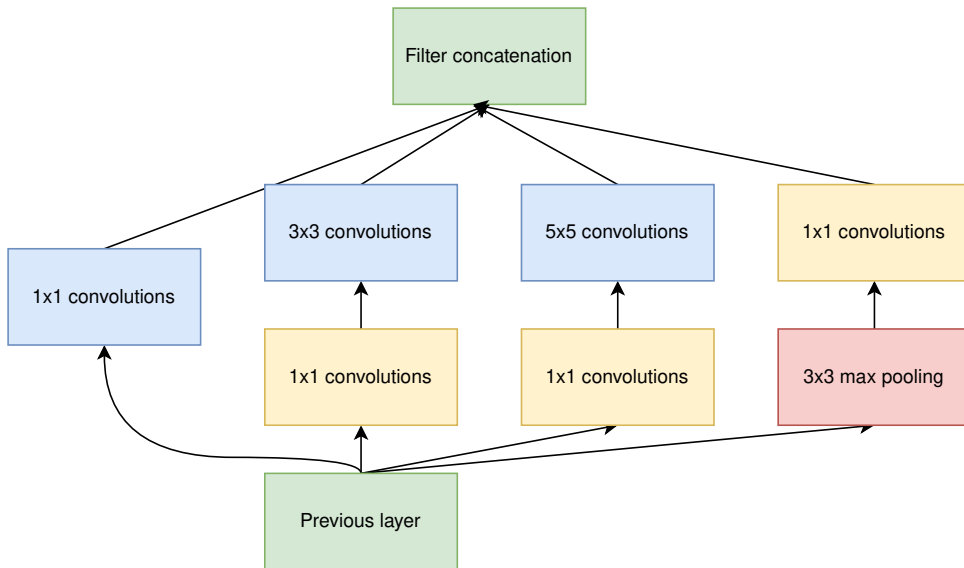 Filter concatenation
3x3 convolutions
5x5 convolutions
1x1 convolutions
1x1 convolutions
1x1 convolutions
1x1 convolutions
3x3 max pooling
Previous layer